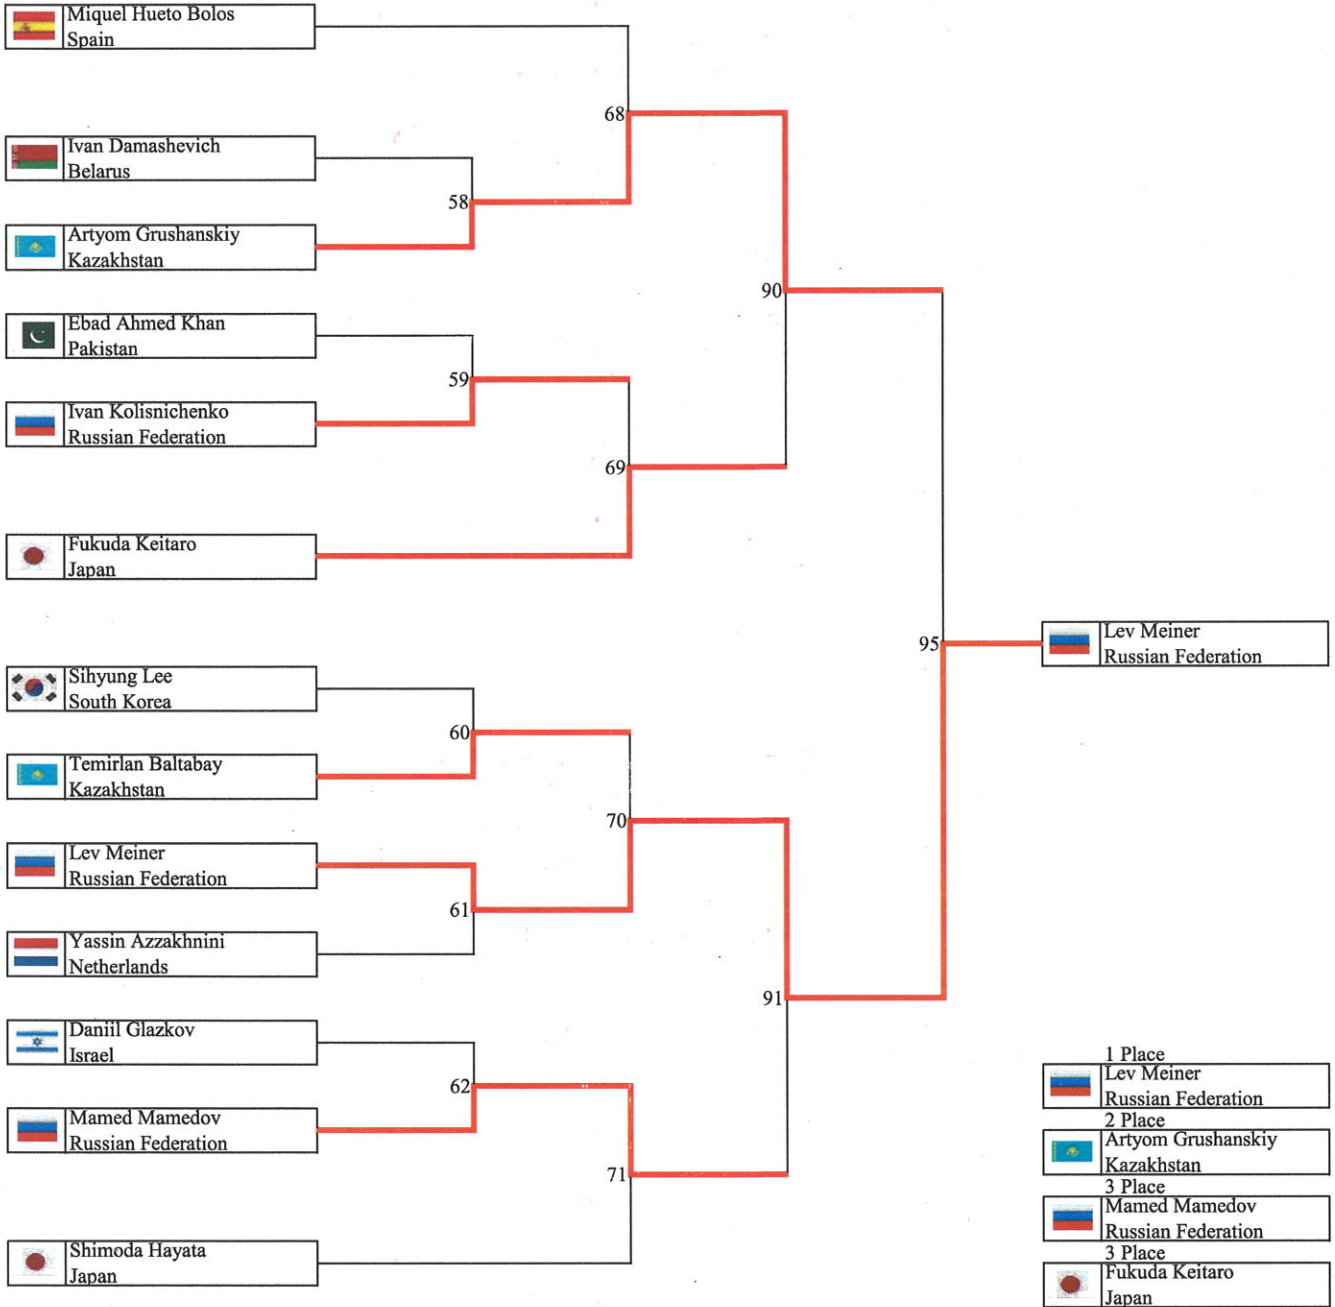 Miquel Hueto Bolos
Spain
68
Ivan Damashevich
Belarus
58
Artyom Grushanskiy
Kazakhstan
90
Ebad Ahmed Khan
Pakistan
59
Ivan Kolisnichenko
Russian Federation
69
Fukuda Keitaro
Japan
95
Lev Meiner
Russian Federation
Sihyung Lee
South Korea
60
Temirlan Baltabay
Kazakhstan
70
Lev Meiner
Russian Federation
61
Yassin Azzakhnini
Netherlands
91
Daniil Glazkov
Israel
62
Mamed Mamedov
Russian Federation
71
Shimoda Hayata
Japan
1 Place
Lev Meiner
Russian Federation
2 Place
Artyom Grushanskiy
Kazakhstan
3 Place
Mamed Mamedov
Russian Federation
3 Place
Fukuda Keitaro
Japan